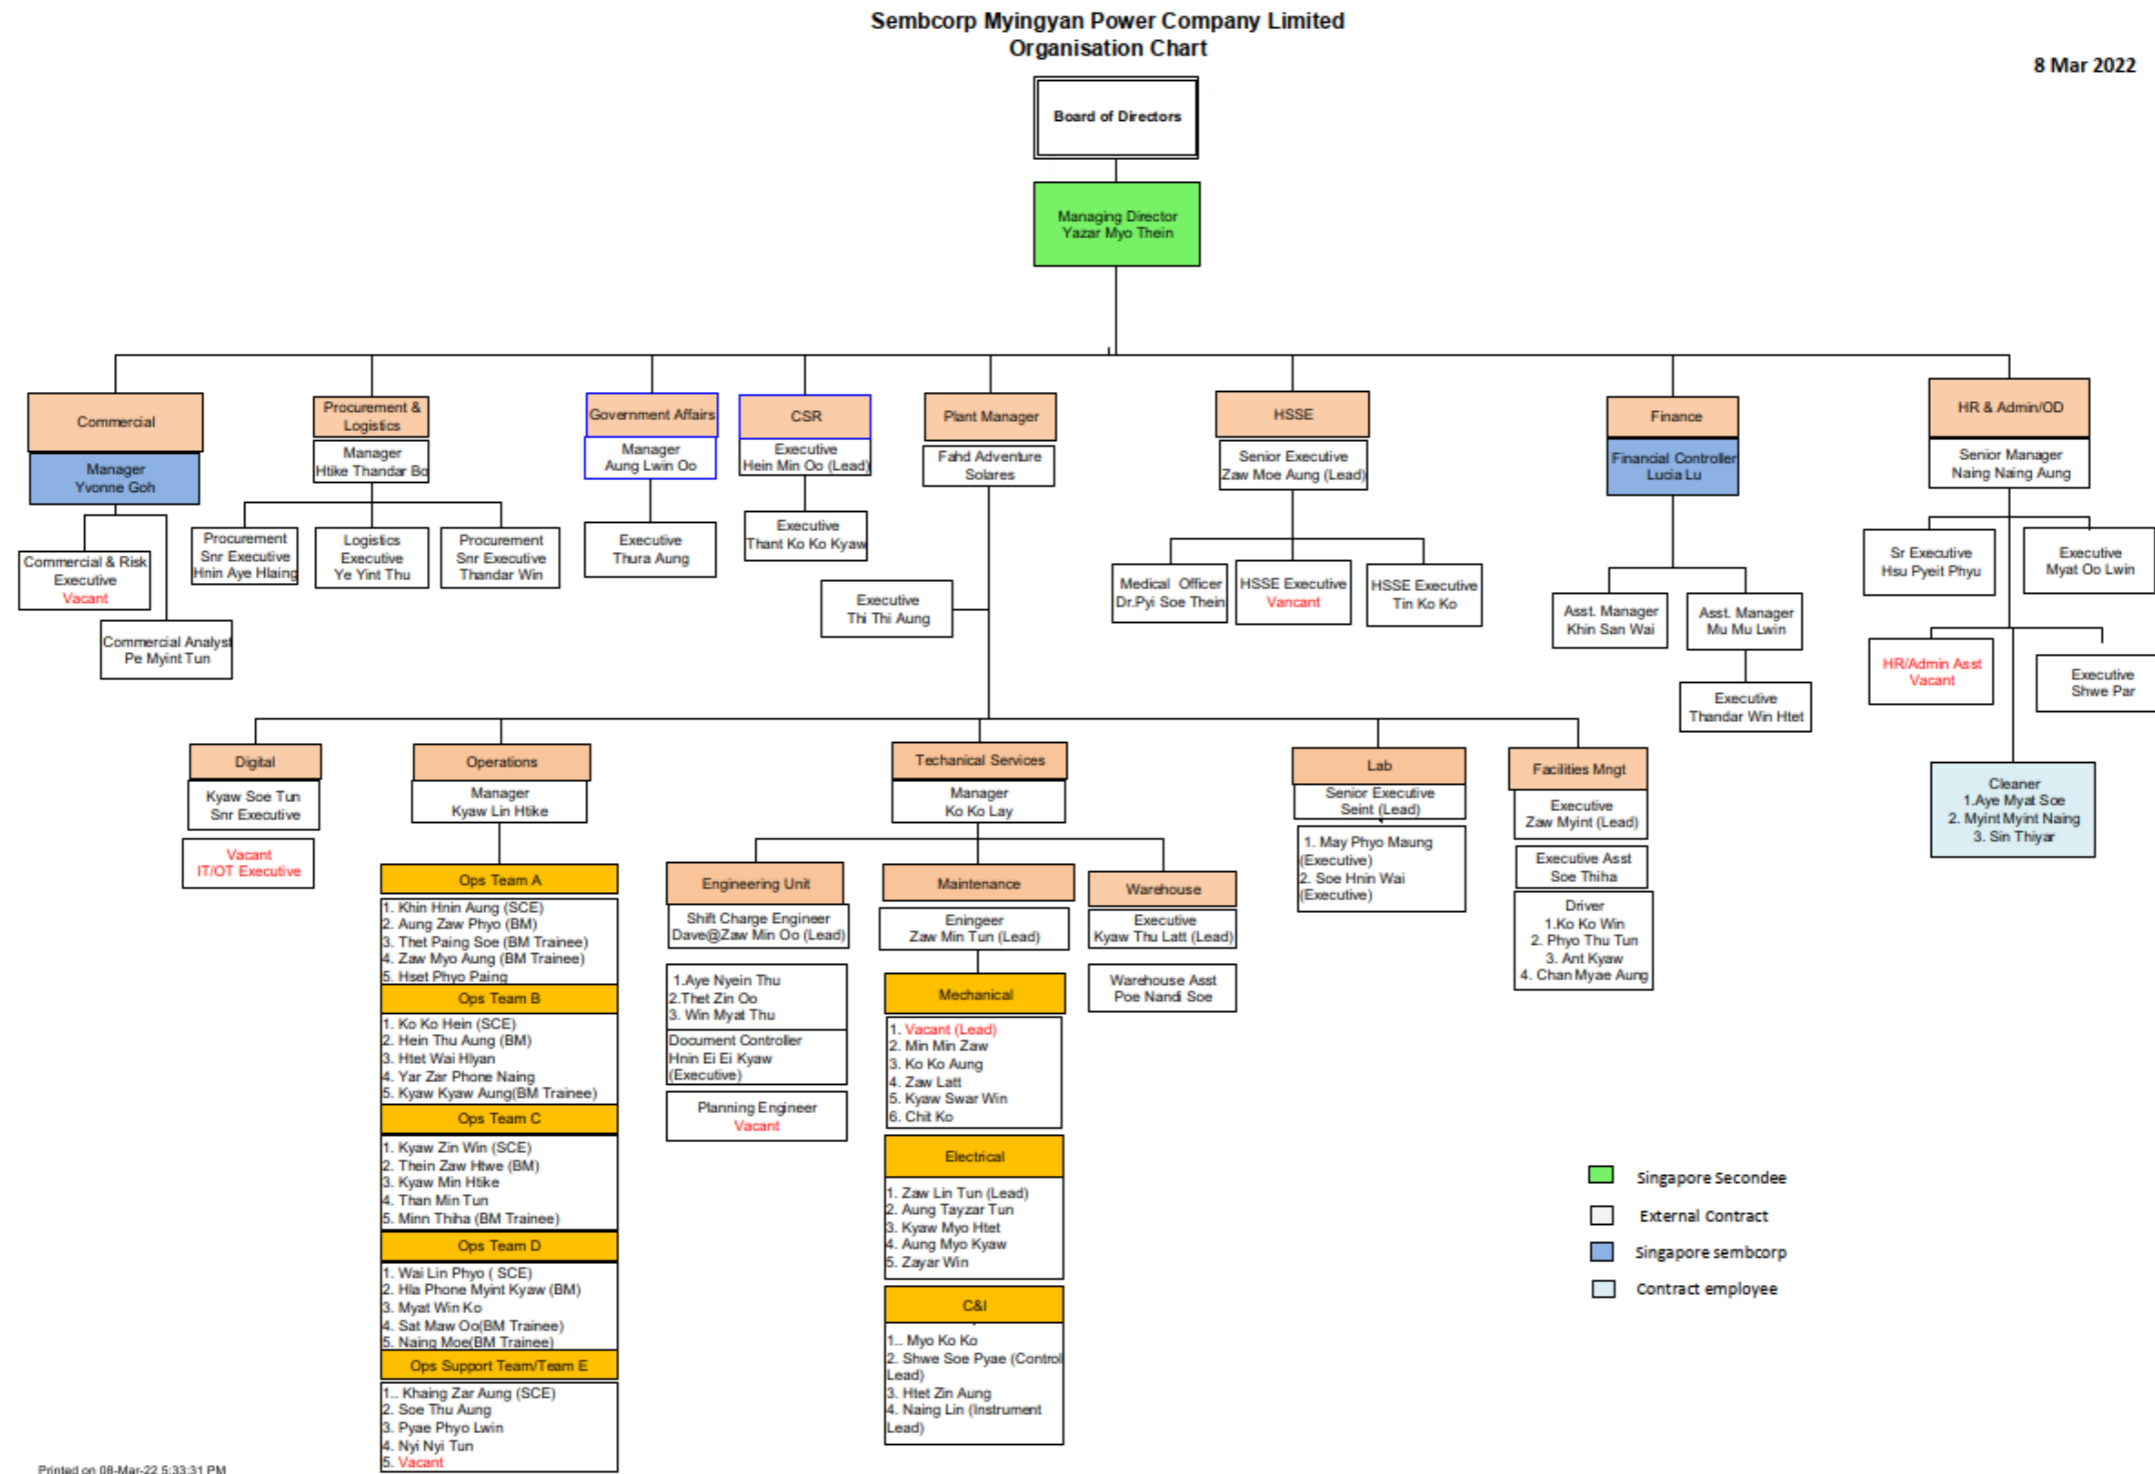 Sembcorp Myingyan Power Company Limited
Organisation Chart
8 Mar 2022
Board of Directors
Managing Director
Yazar Myo Thein
Commercial
Manager
Yvonne Goh
Commercial & Risk
Executive
Vacant
Commercial Analyst
Pe Myint Tun
Procurement &
Logistics
Manager
Htike Thandar Bo
Procurement
Snr Executive
Hnin Aye Hlaing
Logistics
Executive
Ye Yint Thu
Procurement
Snr Executive
Thandar Win
Government Affairs
Manager
Aung Lwin Oo
Executive
Thura Aung
CSR
Executive
Hein Min Oo (Lead)
Executive
Thant Ko Ko Kyaw
Plant Manager
Fahd Adventure
Solares
Executive
Thi Thi Aung
HSSE
Senior Executive
Zaw Moe Aung (Lead)
Medical Officer
Dr.Pyi Soe Thein
HSSE Executive
Vancant
HSSE Executive
Tin Ko Ko
Finance
Financial Controller
Lucia Lu
Asst. Manager
Khin San Wai
Asst. Manager
Mu Mu Lwin
Executive
Thandar Win Htet
HR & Admin/OD
Senior Manager
Naing Naing Aung
Sr Executive
Hsu Pyeit Phyu
Executive
Myat Oo Lwin
HR/Admin Asst
Vacant
Executive
Shwe Par
Cleaner
1.Aye Myat Soe
2. Myint Myint Naing
3. Sin Thiyar
Digital
Kyaw Soe Tun
Snr Executive
Vacant
IT/OT Executive
Operations
Manager
Kyaw Lin Htike
Ops Team A
1. Khin Hnin Aung (SCE)
2. Aung Zaw Phyo (BM)
3. Thet Paing Soe (BM Trainee)
4. Zaw Myo Aung (BM Trainee)
5. Hset Phyo Paing
Ops Team B
1. Ko Ko Hein (SCE)
2. Hein Thu Aung (BM)
3. Htet Wai Hlyan
4. Yar Zar Phone Naing
5. Kyaw Kyaw Aung(BM Trainee)
Ops Team C
1. Kyaw Zin Win (SCE)
2. Thein Zaw Htwe (BM)
3. Kyaw Min Htike
4. Than Min Tun
5. Minn Thiha (BM Trainee)
Ops Team D
1. Wai Lin Phyo ( SCE)
2. Hla Phone Myint Kyaw (BM)
3. Myat Win Ko
4. Sat Maw Oo(BM Trainee)
5. Naing Moe(BM Trainee)
Ops Support Team/Team E
1.. Khaing Zar Aung (SCE)
2. Soe Thu Aung
3. Pyae Phyo Lwin
4. Nyi Nyi Tun
5. Vacant
Techanical Services
Manager
Ko Ko Lay
Engineering Unit
Shift Charge Engineer
Dave@Zaw Min Oo (Lead)
1.Aye Nyein Thu
2.Thet Zin Oo
3. Win Myat Thu
Document Controller
Hnin Ei Ei Kyaw
(Executive)
Planning Engineer
Vacant
Maintenance
Eningeer
Zaw Min Tun (Lead)
Mechanical
1. Vacant (Lead)
2. Min Min Zaw
3. Ko Ko Aung
4. Zaw Latt
5. Kyaw Swar Win
6. Chit Ko
Electrical
1. Zaw Lin Tun (Lead)
2. Aung Tayzar Tun
3. Kyaw Myo Htet
4. Aung Myo Kyaw
5. Zayar Win
C&I
1.. Myo Ko Ko
2. Shwe Soe Pyae (Control
Lead)
3. Htet Zin Aung
4. Naing Lin (Instrument
Lead)
Warehouse
Executive
Kyaw Thu Latt (Lead)
Warehouse Asst
Poe Nandi Soe
Lab
Senior Executive
Seint (Lead)
1. May Phyo Maung
(Executive)
2. Soe Hnin Wai
(Executive)
Facilities Mngt
Executive
Zaw Myint (Lead)
Executive Asst
Soe Thiha
Driver
1.Ko Ko Win
2. Phyo Thu Tun
3. Ant Kyaw
4. Chan Myae Aung
Singapore Secondee
External Contract
Singapore sembcorp
Contract employee
Printed on 08-Mar-22 5:33:31 PM